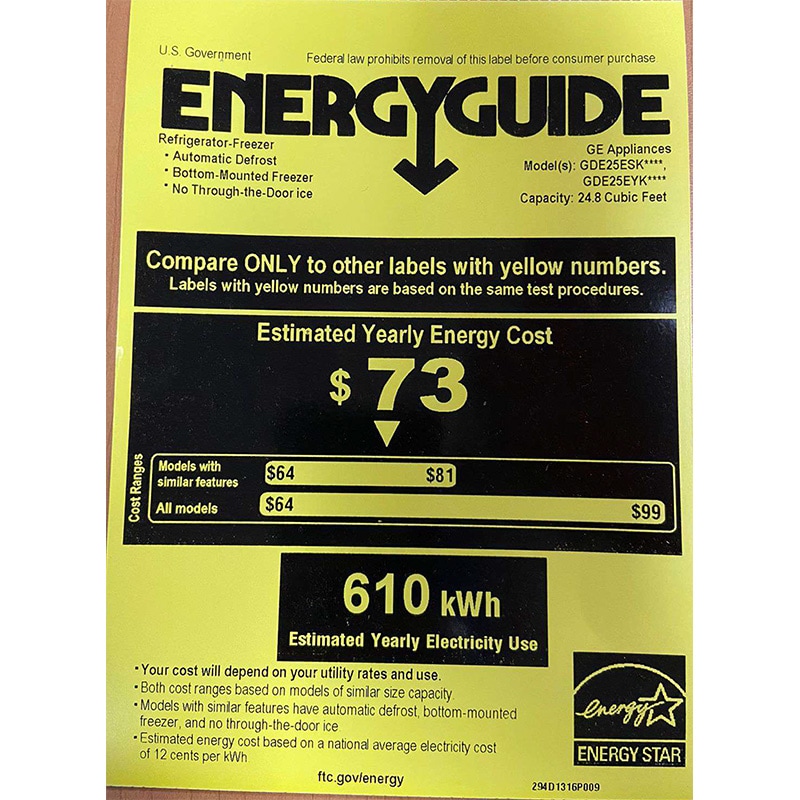 U.S. Government
Federal law prohibits removal of this label before consumer purchase
ENERGYGUIDE
Refrigerator-Freezer
• Automatic Defrost
• Bottom-Mounted Freezer
• No Through-the-Door ice
GE Appliances
Model(s): GDE25ESK****,
GDE25EYK****
Capacity: 24.8 Cubic Feet
Compare ONLY to other labels with yellow numbers.
Labels with yellow numbers are based on the same test procedures.
Estimated Yearly Energy Cost
$ 73
Cost Ranges
Models with
similar features
$64 $81
All models
$64 $99
610 kWh
Estimated Yearly Electricity Use
• Your cost will depend on your utility rates and use.
• Both cost ranges based on models of similar size capacity.
• Models with similar features have automatic defrost, bottom-mounted
freezer, and no through-the-door ice
• Estimated energy cost based on a national average electricity cost
of 12 cents per kWh.
energy
ENERGY STAR
ftc.gov/energy
294D1316P009